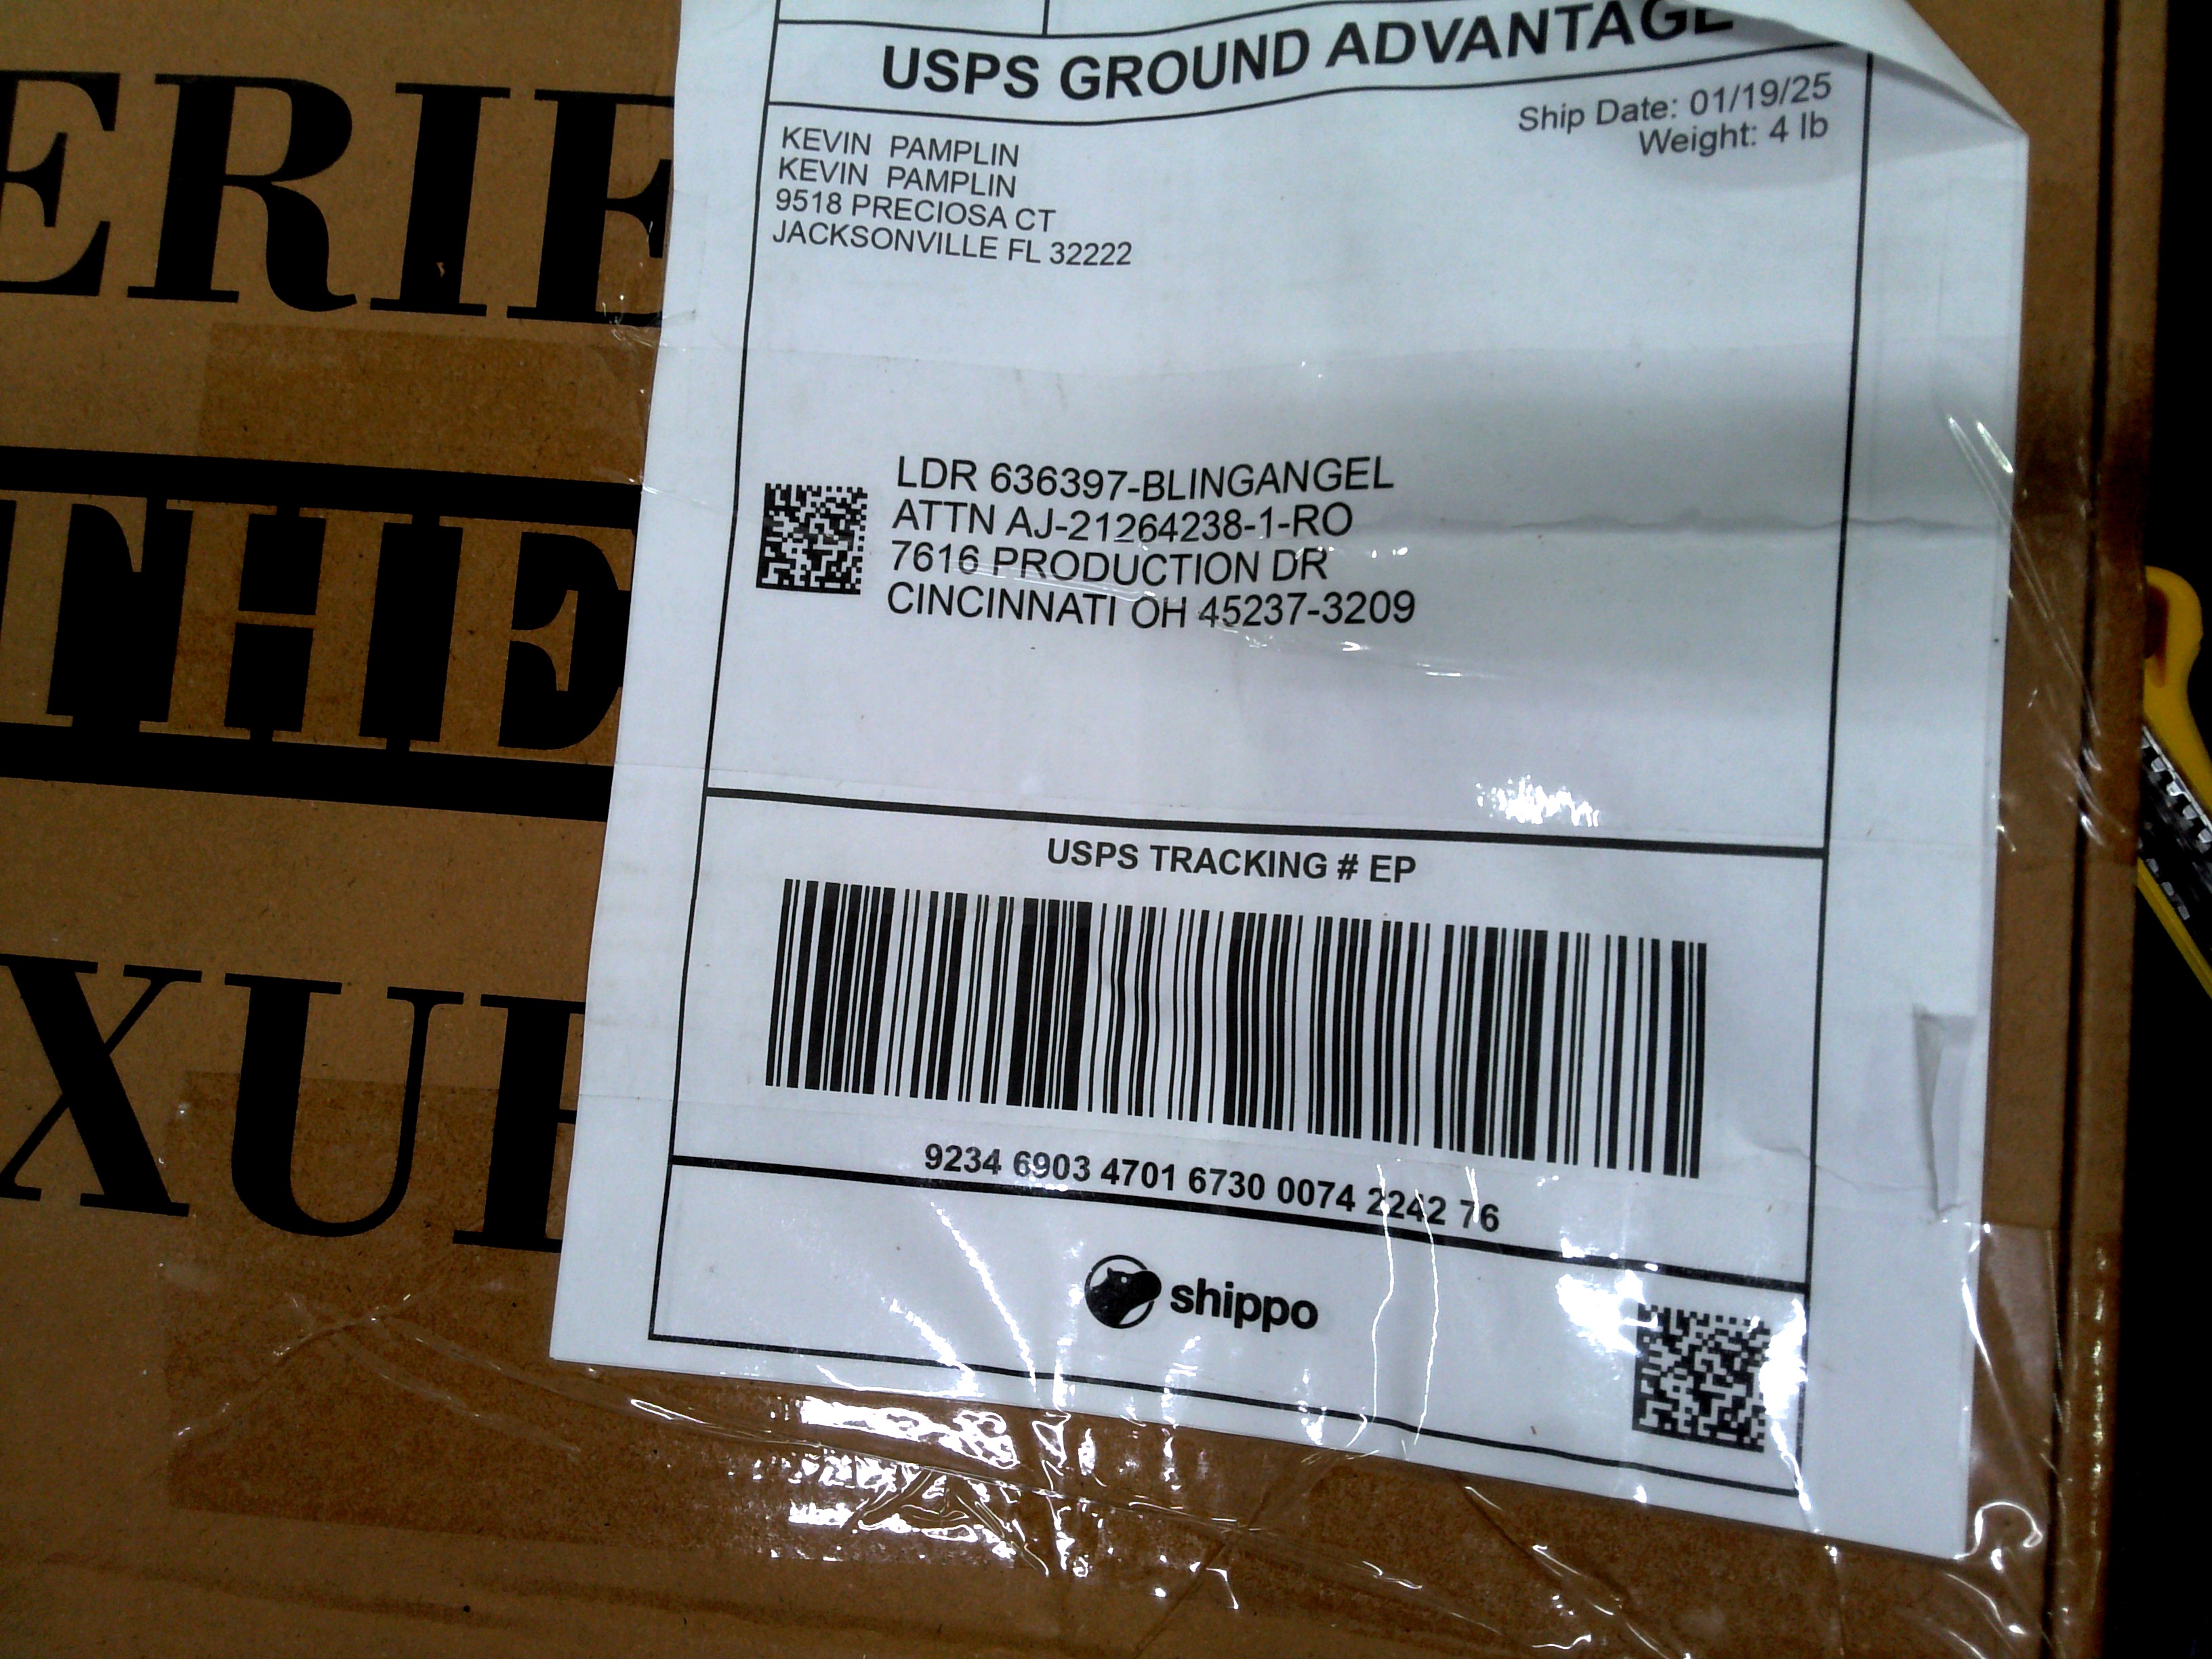 USPS GROUND ADVANTAGE
Ship Date: 01/19/25
Weight: 4 lb
KEVIN PAMPLIN
KEVIN PAMPLIN
9518 PRECIOSA CT
JACKSONVILLE FL 32222
LDR 636397-BLINGANGEL
ATTN AJ-21264238-1-RO
7616 PRODUCTION DR
CINCINNATI OH 45237-3209
USPS TRACKING # EP
9234 6903 4701 6730 0074 2242 76
shippo
ERIE
THE
XUR